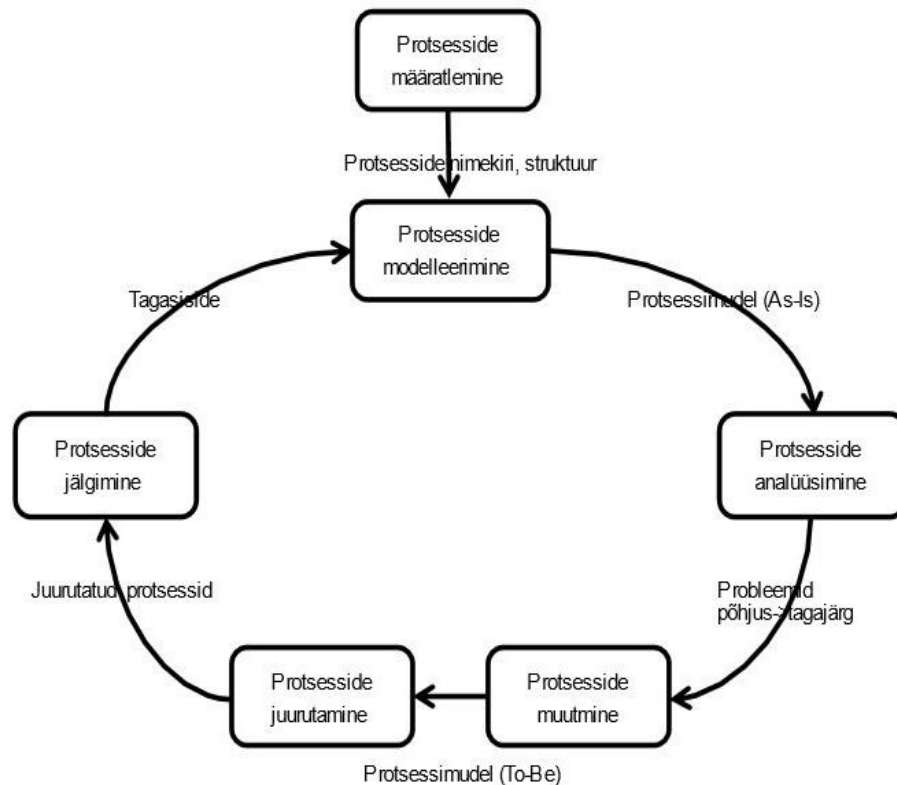 Protsesside
määratlemine
Protsesside nimekiri, struktuur
Protsesside
modelleerimine
Tagasiside
Protsessimudel (As-Is)
Protsesside
jälgimine
Protsesside
analüüsimine
Juurutatud protsessid
Probleemid
põhjus->tagajärg
Protsesside
juurutamine
Protsesside
muutmine
Protsessimudel (To-Be)